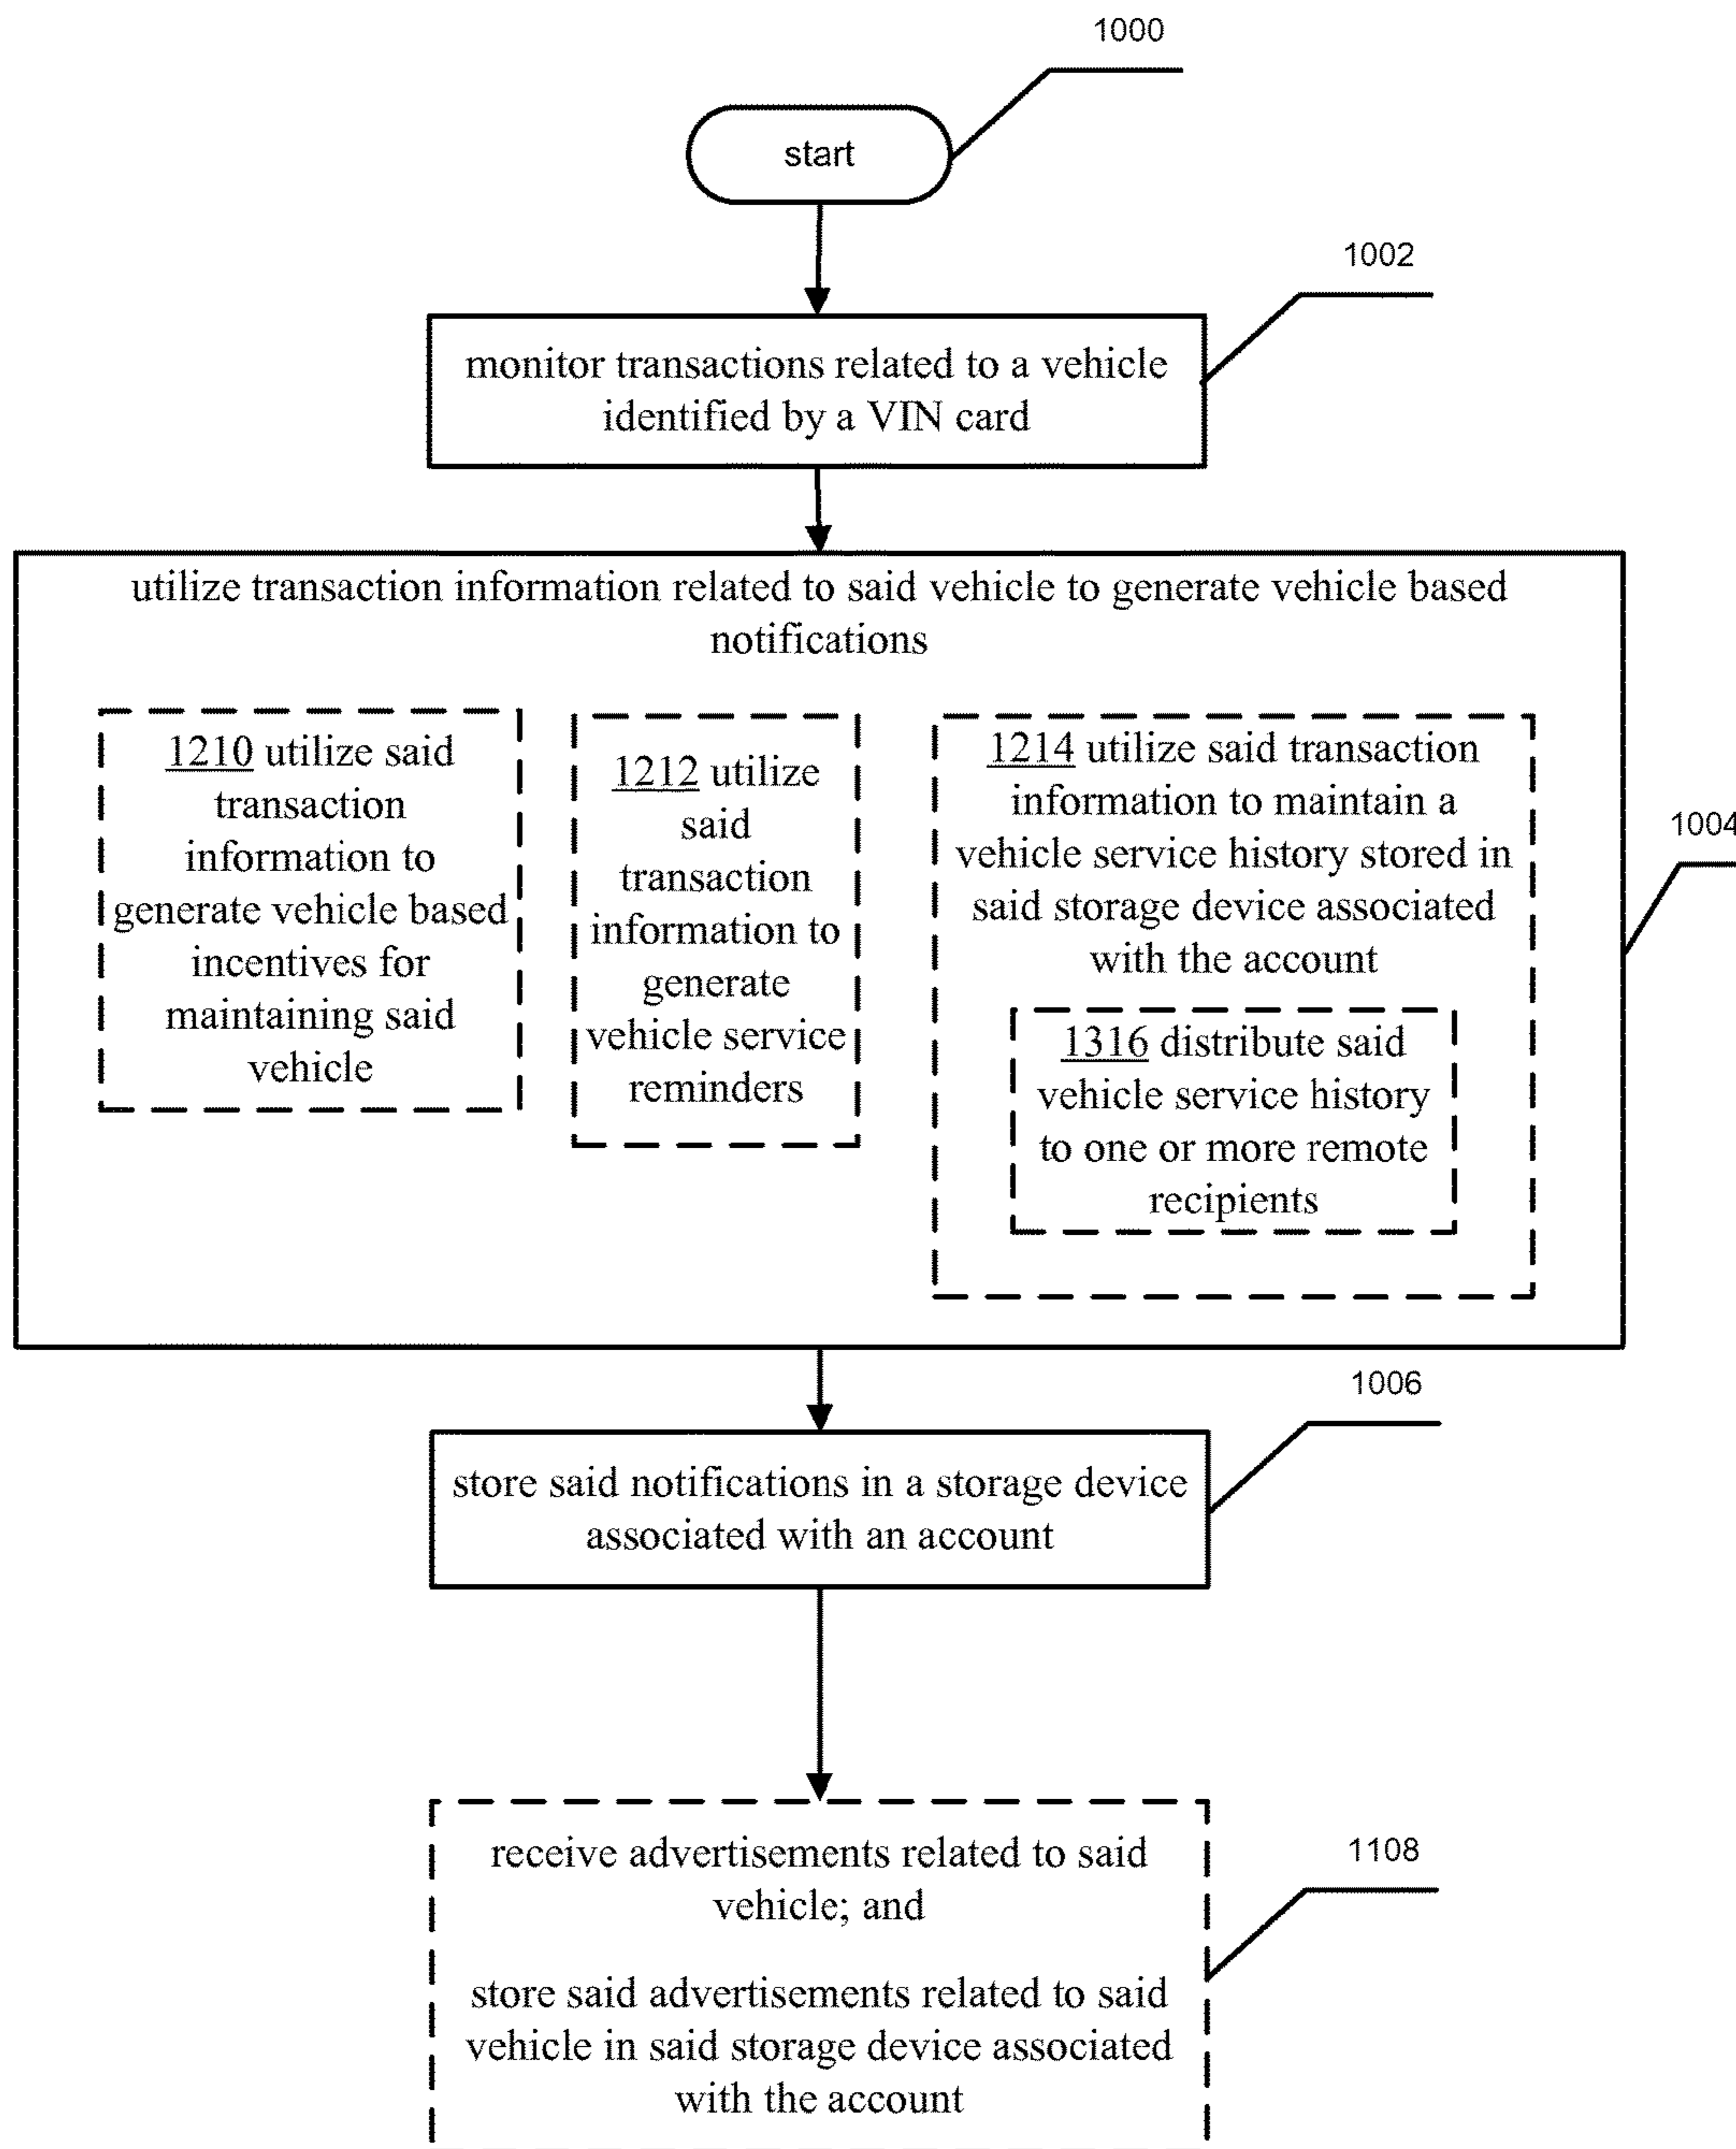 1000
start
1002
monitor transactions related to a vehicle
identified by a VIN card
utilize transaction information related to said vehicle to generate vehicle based
notifications
1210 utilize said
transaction
information to
generate vehicle based
incentives for
maintaining said
vehicle
1212 utilize
said
transaction
information to
generate
vehicle service
reminders
1214 utilize said transaction
information to maintain a
vehicle service history stored in
said storage device associated
with the account
1316 distribute said
vehicle service history
to one or more remote
recipients
1004
1006
store said notifications in a storage device
associated with an account
1108
receive advertisements related to said
vehicle; and
store said advertisements related to said
vehicle in said storage device associated
with the account